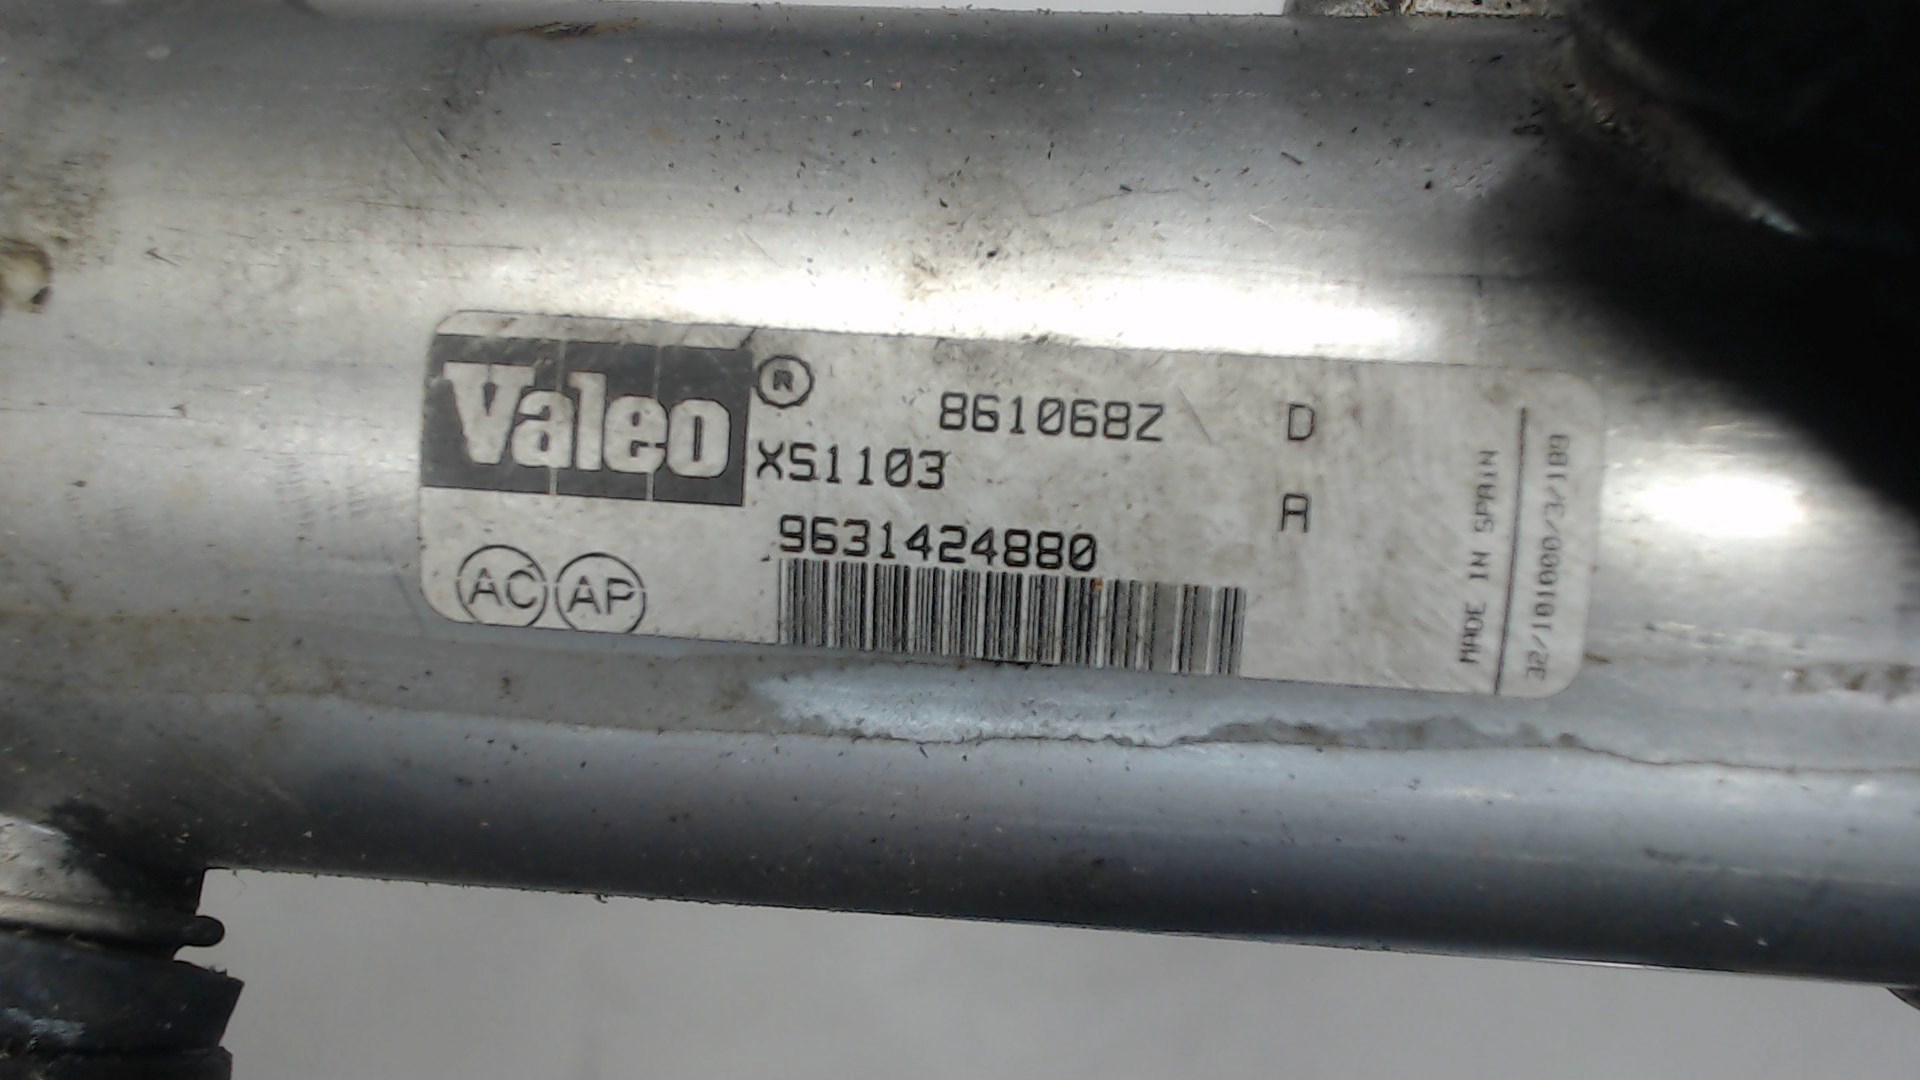 Valeo ®
861068Z D
XS1103
A
9631424880
AC AP
MADE IN SPAIN